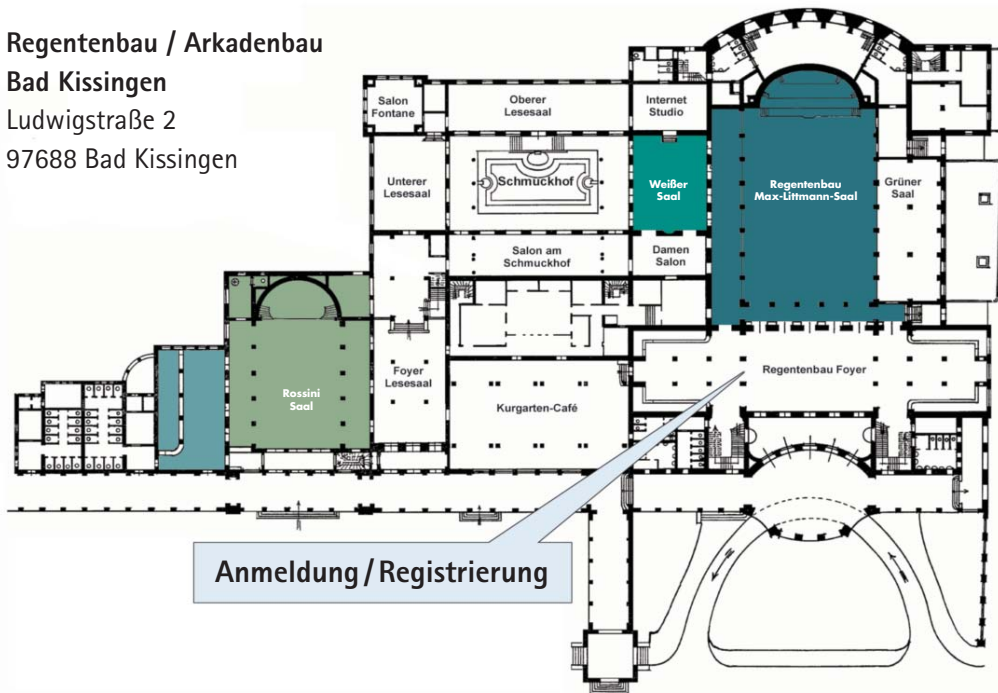 Regentenbau / Arkadenbau
Bad Kissingen
Ludwigstraße 2
97688 Bad Kissingen
Salon
Fontane
Oberer
Lesesaal
Internet
Studio
Unterer
Lesesaal
Schmuckhof
Weißer
Saal
Regentenbau
Max-Littmann-Saal
Grüner
Saal
Salon am
Schmuckhof
Damen
Salon
Rossini
Saal
Foyer
Lesesaal
Kurgarten-Café
Regentenbau Foyer
Anmeldung / Registrierung